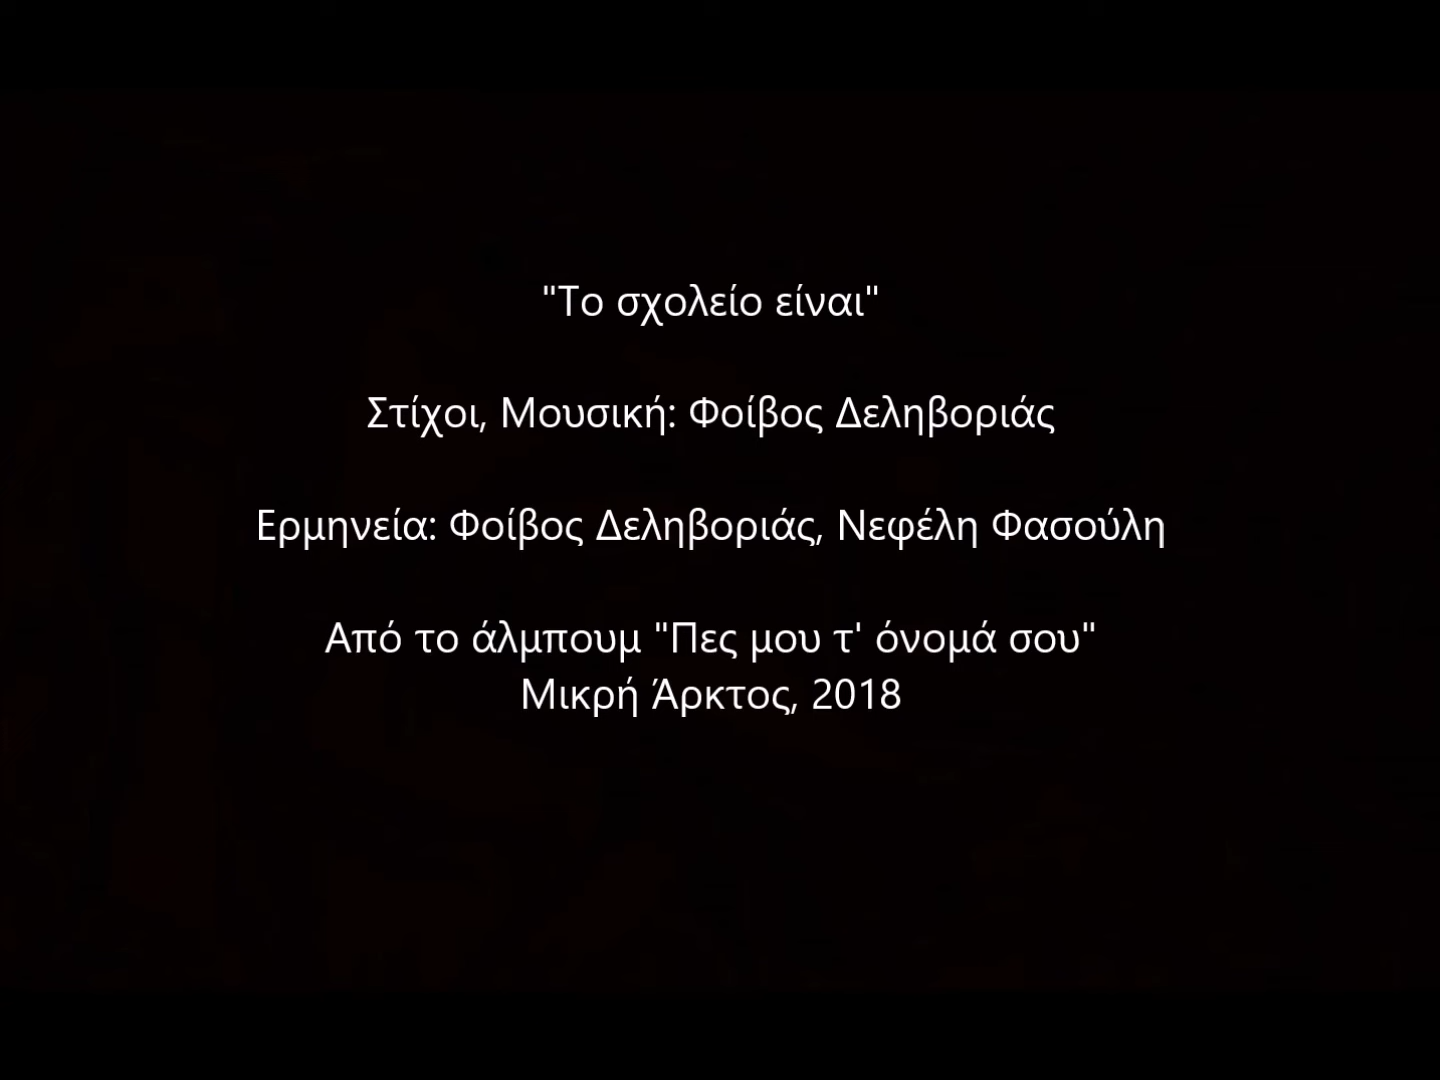 "Το σχολείο είναι"
Στίχοι, Μουσική: Φοίβος Δεληβοριάς
Ερμηνεία: Φοίβος Δεληβοριάς, Νεφέλη Φασούλη
Από το άλμπουμ "Πες μου τ' όνομά σου"
Μικρή Άρκτος, 2018